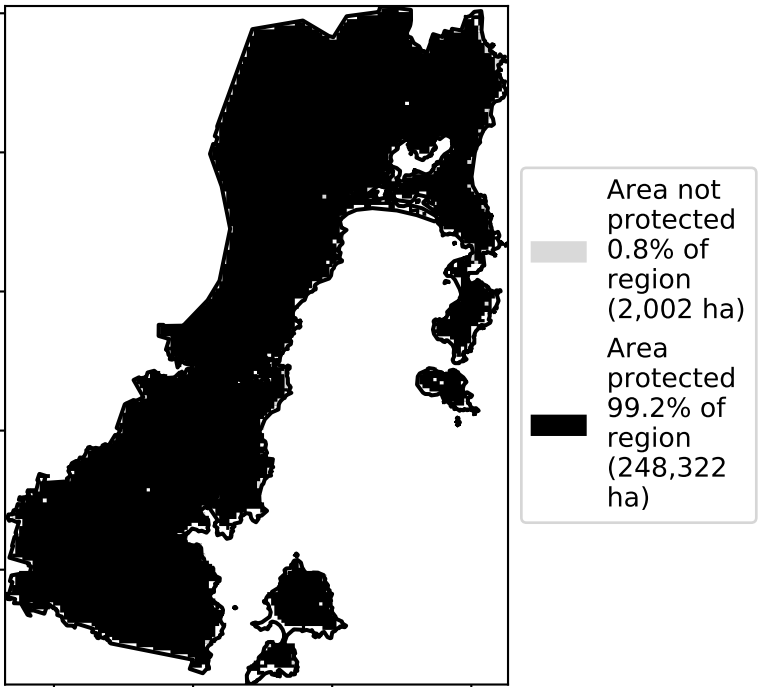 Area not
protected
0.8% of
region
(2,002 ha)
Area
protected
99.2% of
region
(248,322
ha)